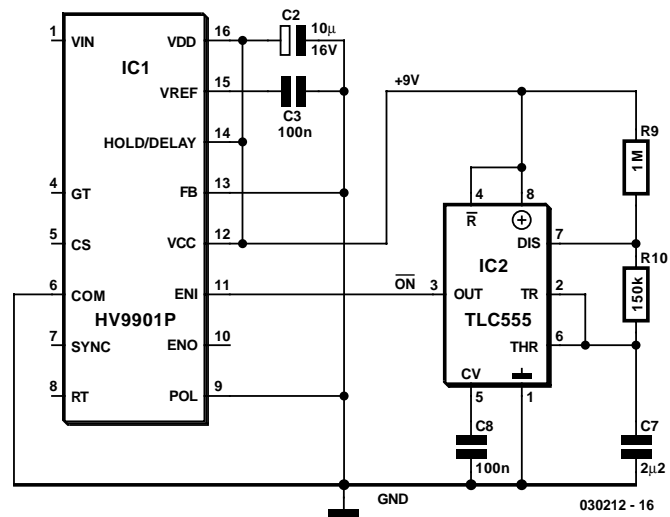 C2
10µ
16V
1
VIN
VDD
16
IC1
15
VREF
C3
100n
HOLD/DELAY
14
+9V
R9
1M
4
GT
FB
13
4
8
R
5
CS
VCC
12
IC2
DIS
7
R10
150k
6
COM
ENI
11
ON
3
OUT
TR
2
HV9901P
TLC555
7
SYNC
ENO
10
THR
6
CV
8
RT
POL
9
5
1
C8
100n
C7
2µ2
GND
030212 - 16